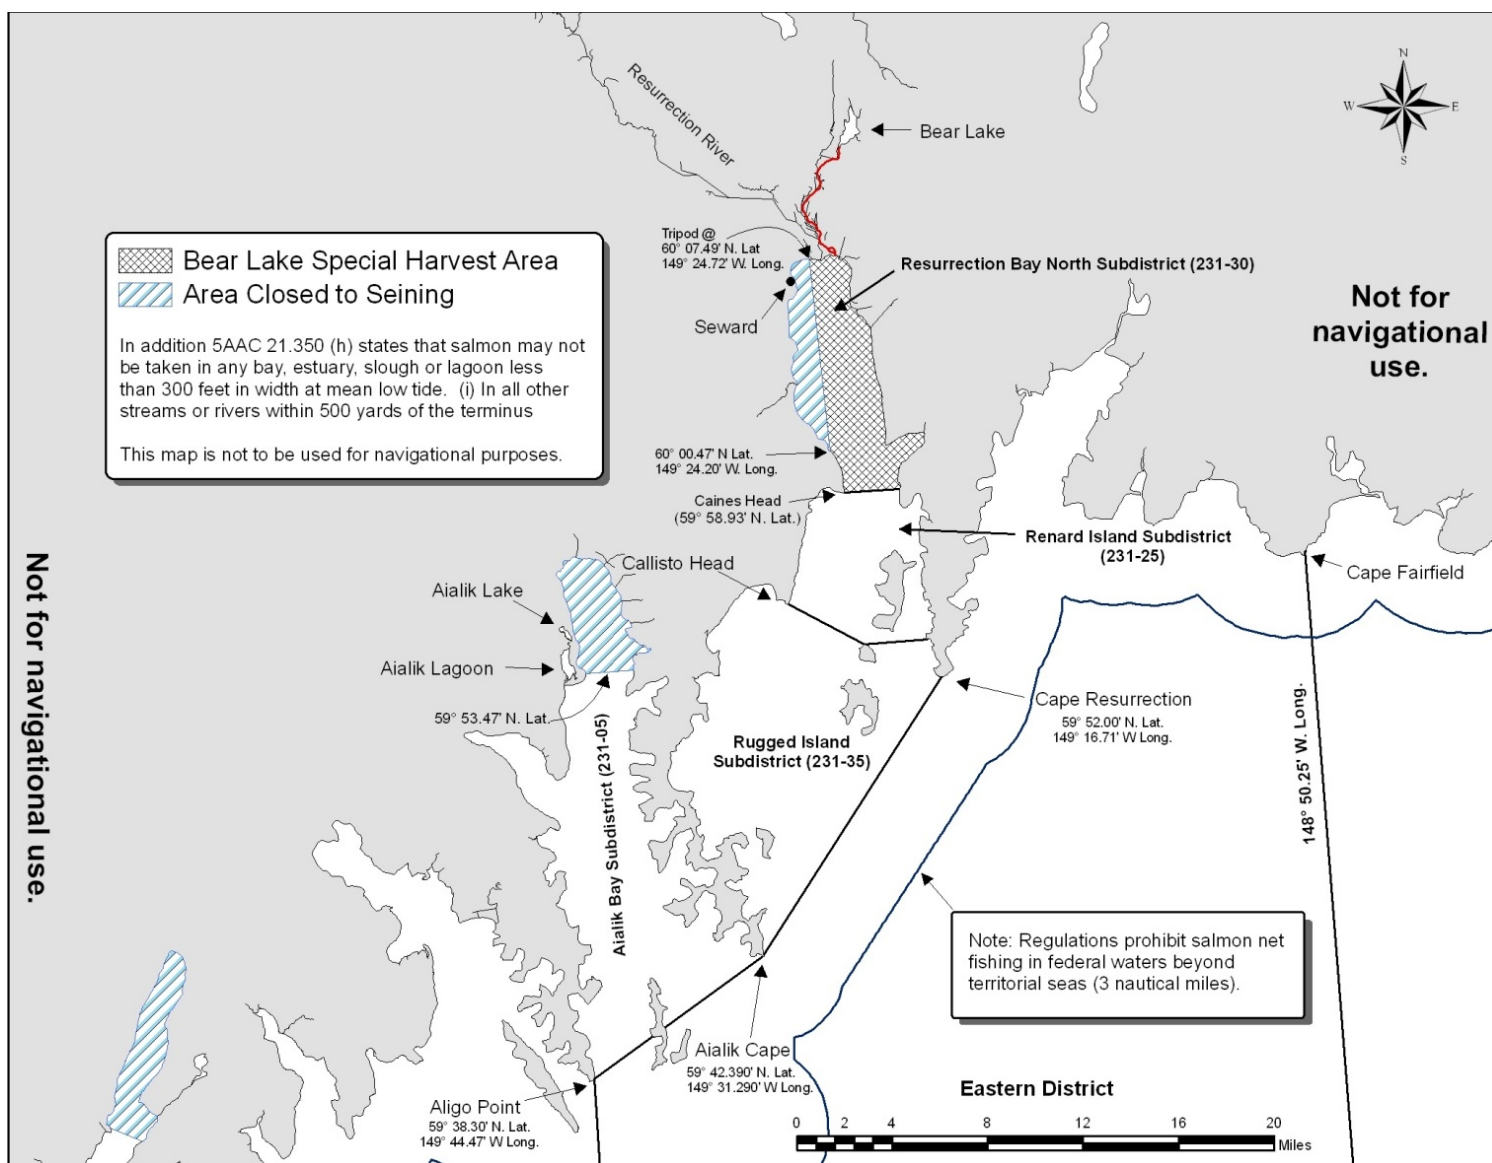 N
W
E
S
Resurrection River
Bear Lake
Tripod @
60° 07.49' N. Lat
149° 24.72' W. Long.
Resurrection Bay North Subdistrict (231-30)
Bear Lake Special Harvest Area
Area Closed to Seining
In addition 5AAC 21.350 (h) states that salmon may not
be taken in any bay, estuary, slough or lagoon less
than 300 feet in width at mean low tide. (i) In all other
streams or rivers within 500 yards of the terminus
This map is not to be used for navigational purposes.
Seward
Not for
navigational
use.
60° 00.47' N Lat.
149° 24.20' W. Long.
Caines Head
(59° 58.93' N. Lat.)
Renard Island Subdistrict
(231-25)
Callisto Head
Cape Fairfield
Aialik Lake
Aialik Lagoon
59° 53.47' N. Lat.
Cape Resurrection
59° 52.00' N. Lat.
149° 16.71' W Long.
Not for navigational use.
Rugged Island
Subdistrict (231-35)
Aialik Bay Subdistrict (231-05)
148° 50.25' W. Long.
Note: Regulations prohibit salmon net
fishing in federal waters beyond
territorial seas (3 nautical miles).
Aialik Cape
59° 42.390' N. Lat.
149° 31.290' W Long.
Aligo Point
59° 38.30' N. Lat.
149° 44.47' W Long.
Eastern District
0 2 4 8 12 16 20
Miles